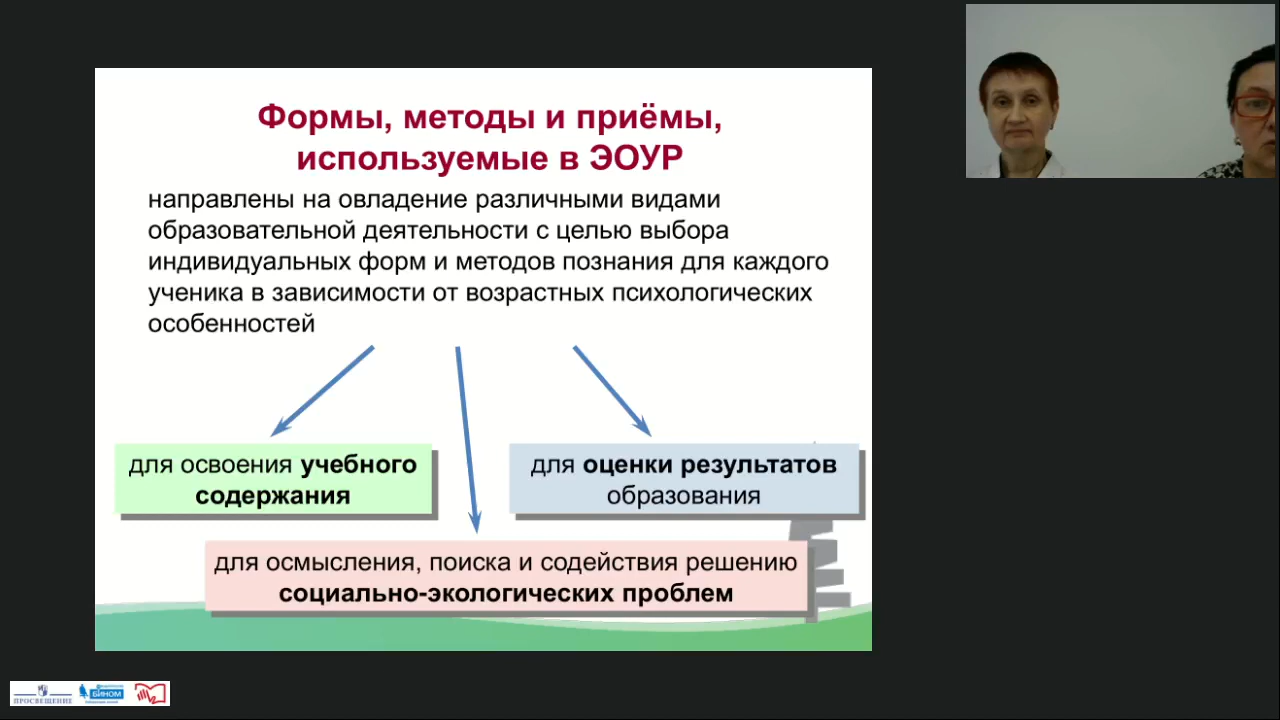 Формы, методы и приёмы,
используемые в ЭОУР
направлены на овладение различными видами
образовательной деятельности с целью выбора
индивидуальных форм и методов познания для каждого
ученика в зависимости от возрастных психологических
особенностей
для освоения учебного
содержания
для оценки результатов
образования
для осмысления, поиска и содействия решению
социально-экологических проблем
ПРОСВЕЩЕНИЕ
БИНОМ